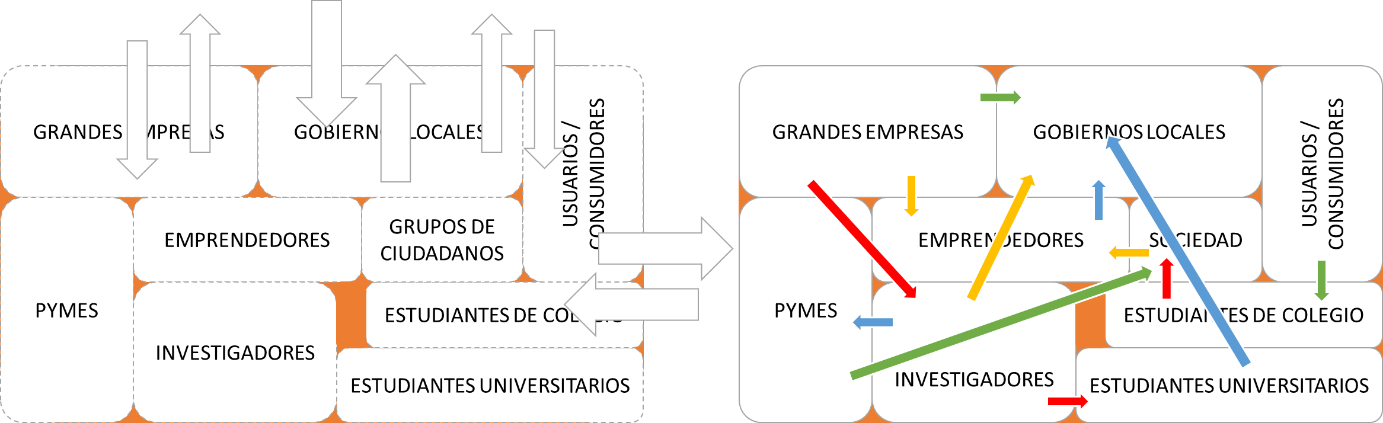 GRANDES EMPRESAS
GOBIERNOS LOCALES
USUARIOS /
CONSUMIDORES
EMPRENDEDORES
GRUPOS DE
CIUDADANOS
PYMES
ESTUDIANTES DE COLEGIO
INVESTIGADORES
ESTUDIANTES UNIVERSITARIOS
GRANDES EMPRESAS
GOBIERNOS LOCALES
USUARIOS /
CONSUMIDORES
EMPRENDEDORES
SOCIEDAD
PYMES
ESTUDIANTES DE COLEGIO
INVESTIGADORES
ESTUDIANTES UNIVERSITARIOS